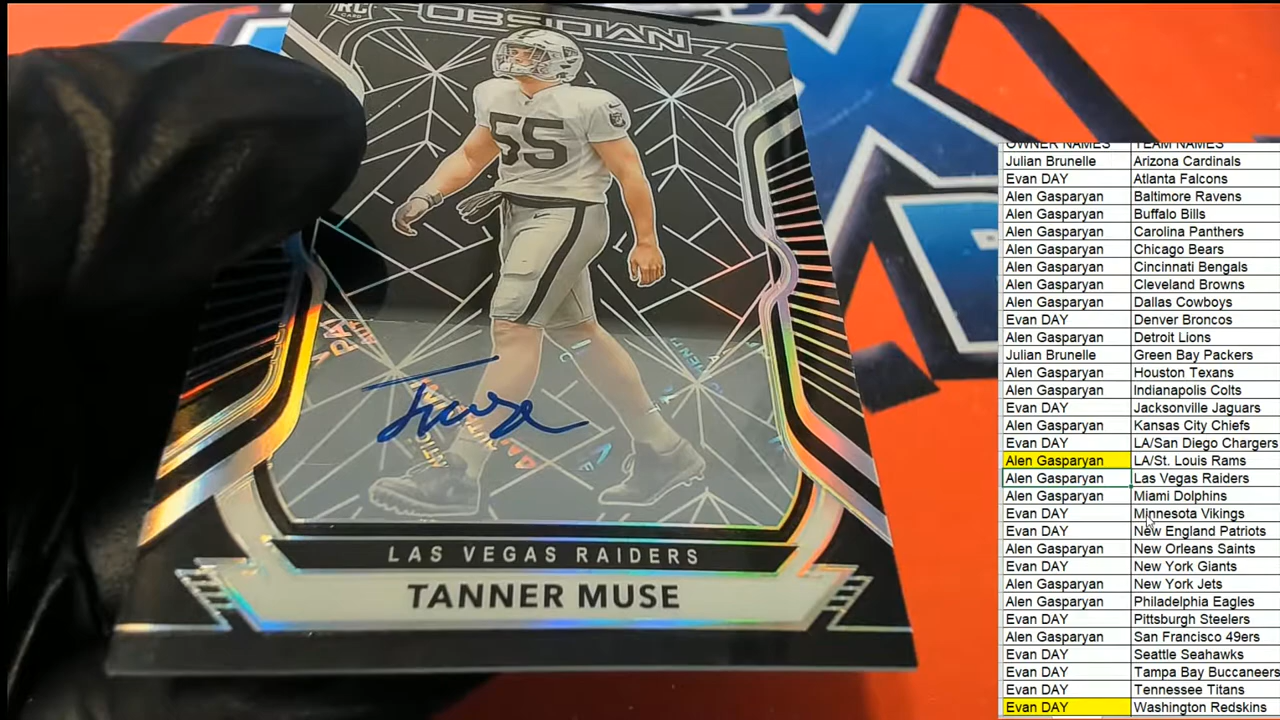 RC
CARD
OBSIDIAN
55
LAS VEGAS RAIDERS
TANNER MUSE
OWNER NAMES TEAM NAMES
Julian Brunelle Arizona Cardinals
Evan DAY Atlanta Falcons
Alen Gasparyan Baltimore Ravens
Alen Gasparyan Buffalo Bills
Alen Gasparyan Carolina Panthers
Alen Gasparyan Chicago Bears
Alen Gasparyan Cincinnati Bengals
Alen Gasparyan Cleveland Browns
Alen Gasparyan Dallas Cowboys
Evan DAY Denver Broncos
Alen Gasparyan Detroit Lions
Julian Brunelle Green Bay Packers
Alen Gasparyan Houston Texans
Alen Gasparyan Indianapolis Colts
Evan DAY Jacksonville Jaguars
Alen Gasparyan Kansas City Chiefs
Evan DAY LA/San Diego Chargers
Alen Gasparyan LA/St. Louis Rams
Alen Gasparyan Las Vegas Raiders
Alen Gasparyan Miami Dolphins
Evan DAY Minnesota Vikings
Evan DAY New England Patriots
Alen Gasparyan New Orleans Saints
Evan DAY New York Giants
Alen Gasparyan New York Jets
Alen Gasparyan Philadelphia Eagles
Evan DAY Pittsburgh Steelers
Alen Gasparyan San Francisco 49ers
Evan DAY Seattle Seahawks
Evan DAY Tampa Bay Buccaneers
Evan DAY Tennessee Titans
Evan DAY Washington Redskins